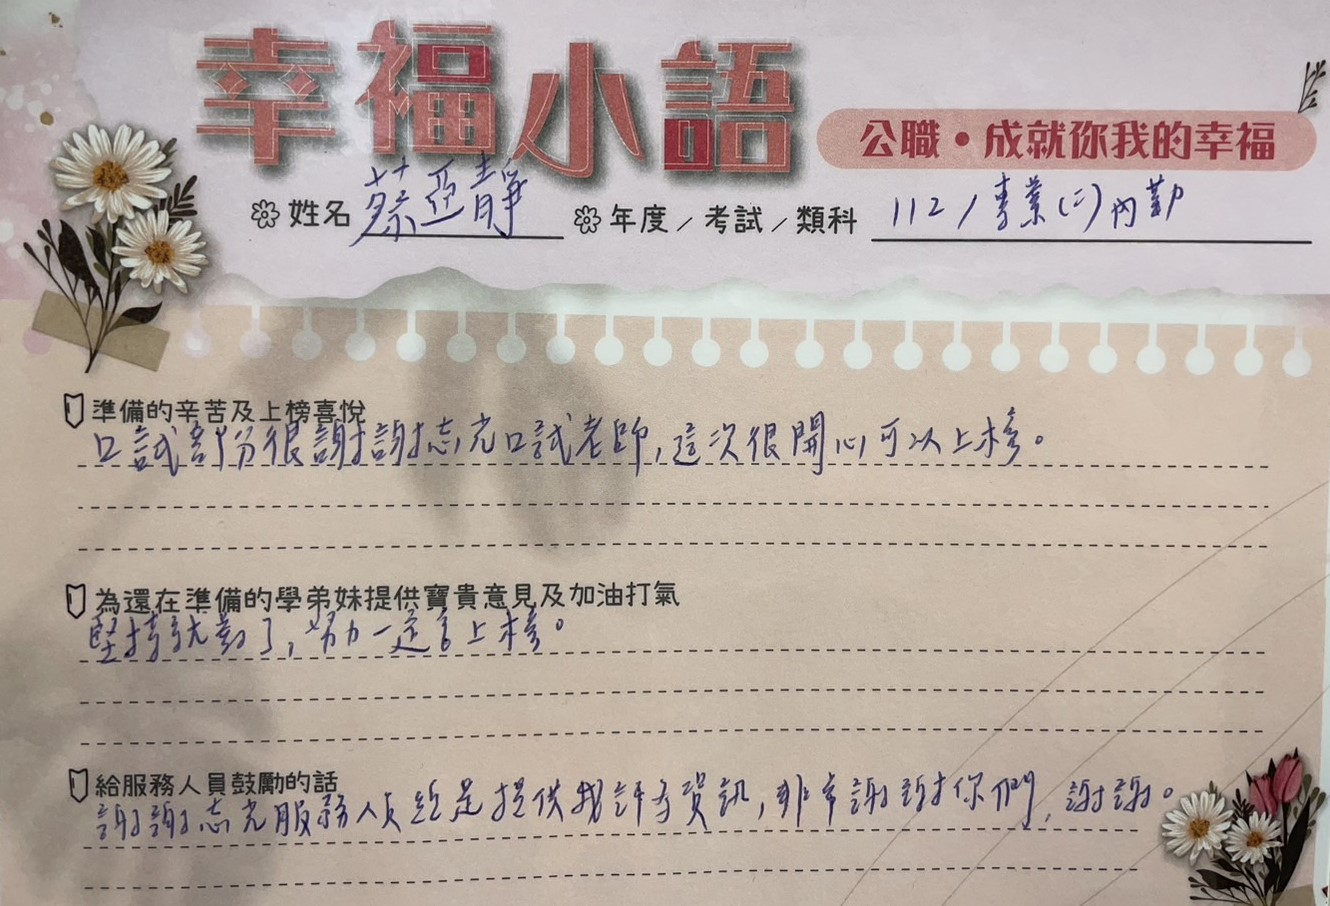 幸福小語
公職•成就你我的幸福
姓名 蔡亞靜 年度/考試/類科 112/專業(二)內勤
準備的辛苦及上榜喜悅
口試部份很謝謝志光口試老師,這次很開心可以上榜。
為還在準備的學弟妹提供寶貴意見及加油打氣
堅持就對了,努力一定會上榜。
給服務人員鼓勵的話
謝謝志光服務人員總是提供我許多資訊,非常謝謝你們,謝謝。